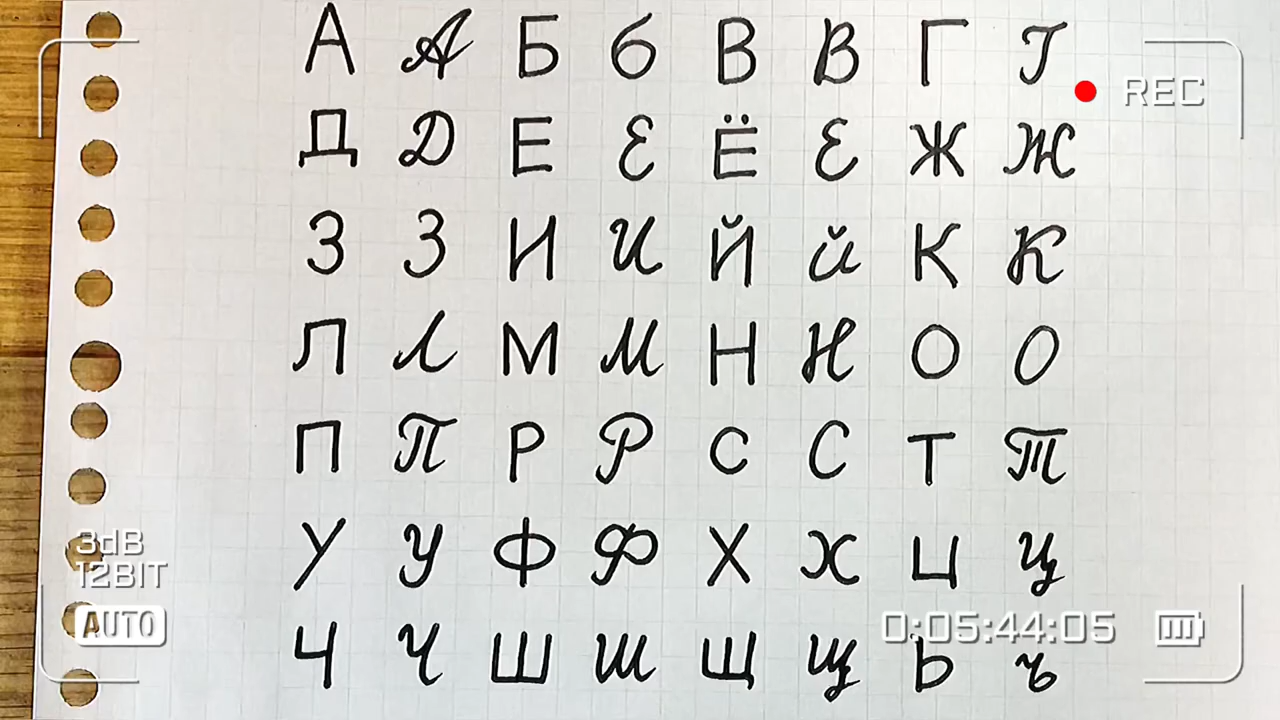 А А Б Б В В Г Г
REC
Д Д Е Е Ё Е Ж Ж
З З И И Й Й К К
Л Л М М Н Н О О
П П Р Р С С Т Т
У У Ф Ф Х Х Ц Ц
3dB
12BIT
AUTO
0:05:44:05
Ч Ч Ш Ш Щ Щ Ъ ъ